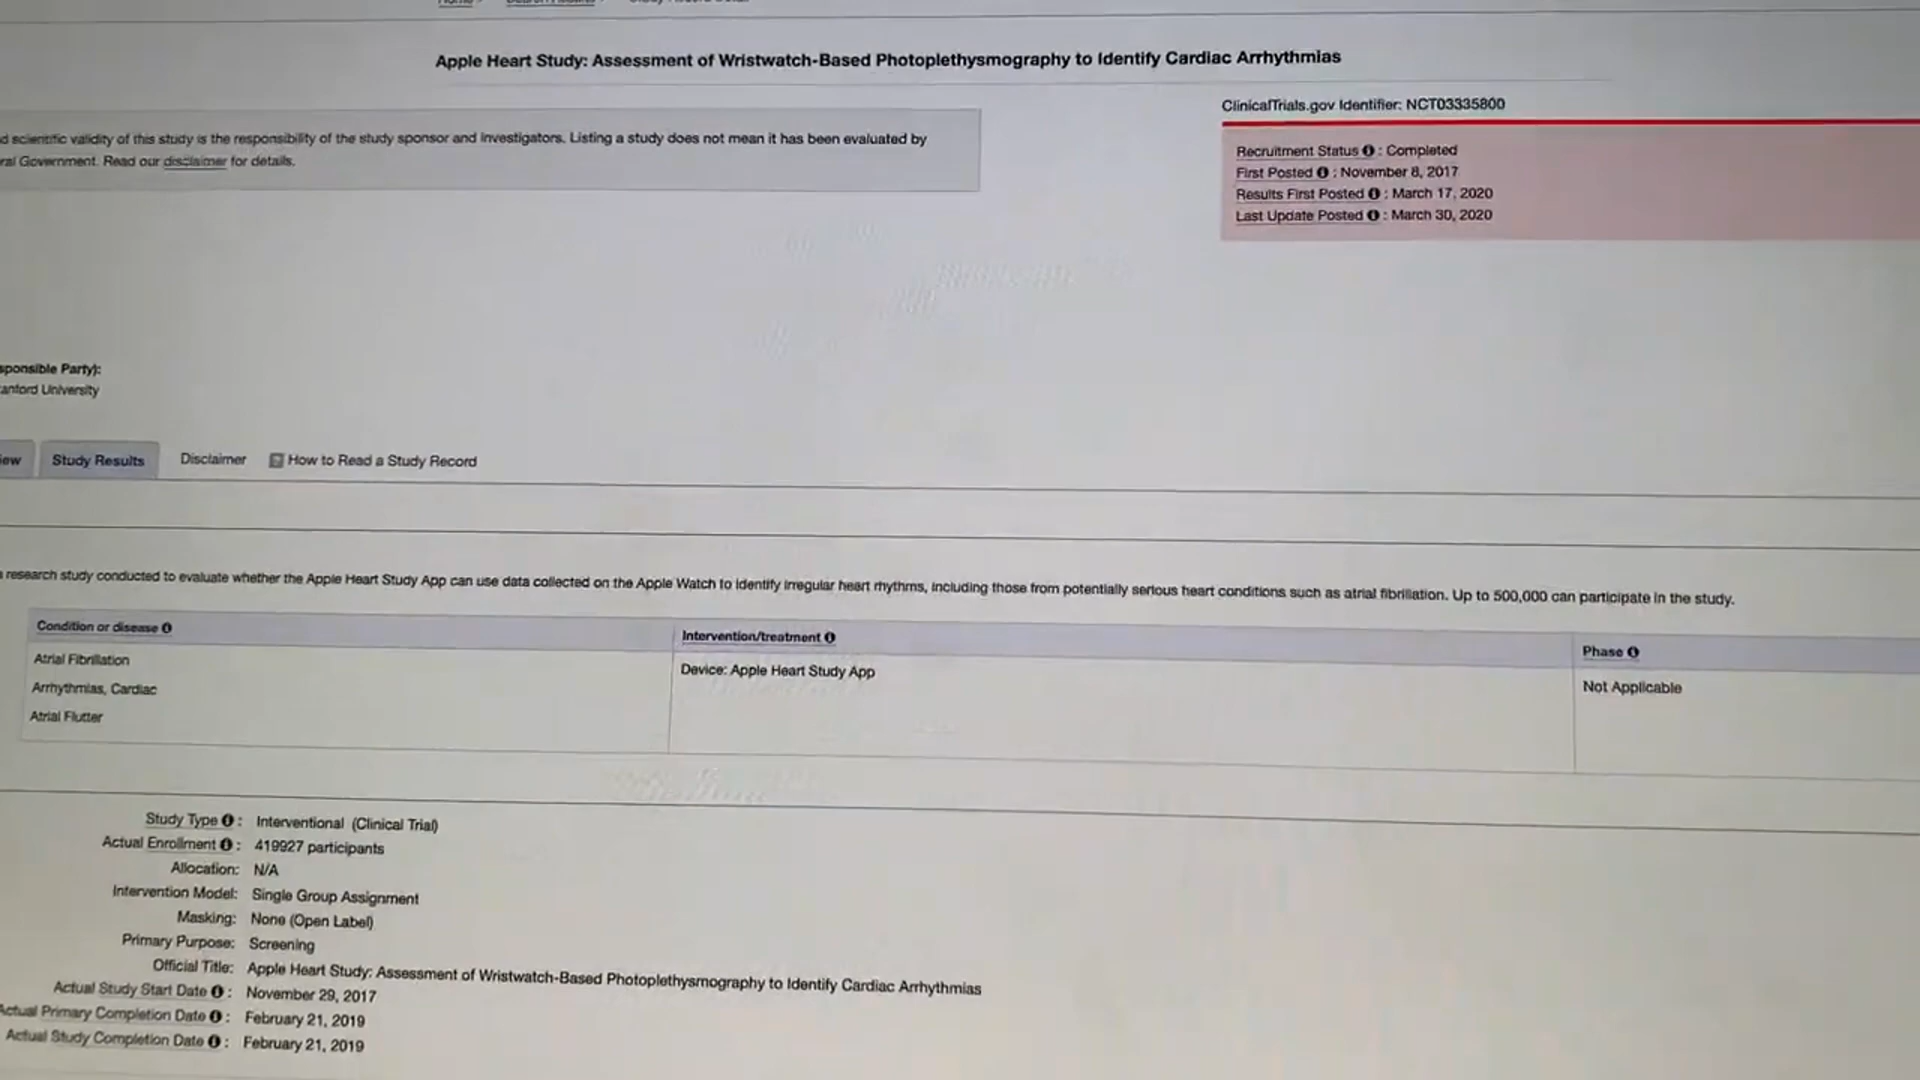 Apple Heart Study: Assessment of Wristwatch-Based Photoplethysmography to Identify Cardiac Arrhythmias
ClinicalTrials.gov Identifier: NCT03335800
scientific validity of this study is the responsibility of the study sponsor and investigators. Listing a study does not mean it has been evaluated by
Government. Read our disclaimer for details.
Recruitment Status : Completed
First Posted : November 8, 2017
Results First Posted : March 17, 2020
Last Update Posted : March 30, 2020
Party):
University
Study Results
Disclaimer
How to Read a Study Record
research study conducted to evaluate whether the Apple Heart Study App can use data collected on the Apple Watch to identify irregular heart rhythms, including those from potentially serious heart conditions such as atrial fibrillation. Up to 500,000 can participate in the study.
Condition or disease
Intervention/treatment
Phase
Atrial Fibrillation
Arrhythmias, Cardiac
Atrial Flutter
Device: Apple Heart Study App
Not Applicable
Study Type : Interventional (Clinical Trial)
Actual Enrollment : 419927 participants
Allocation: N/A
Intervention Model: Single Group Assignment
Masking: None (Open Label)
Primary Purpose: Screening
Official Title: Apple Heart Study: Assessment of Wristwatch-Based Photoplethysmography to Identify Cardiac Arrhythmias
Actual Study Start Date : November 29, 2017
Actual Primary Completion Date : February 21, 2019
Actual Study Completion Date : February 21, 2019